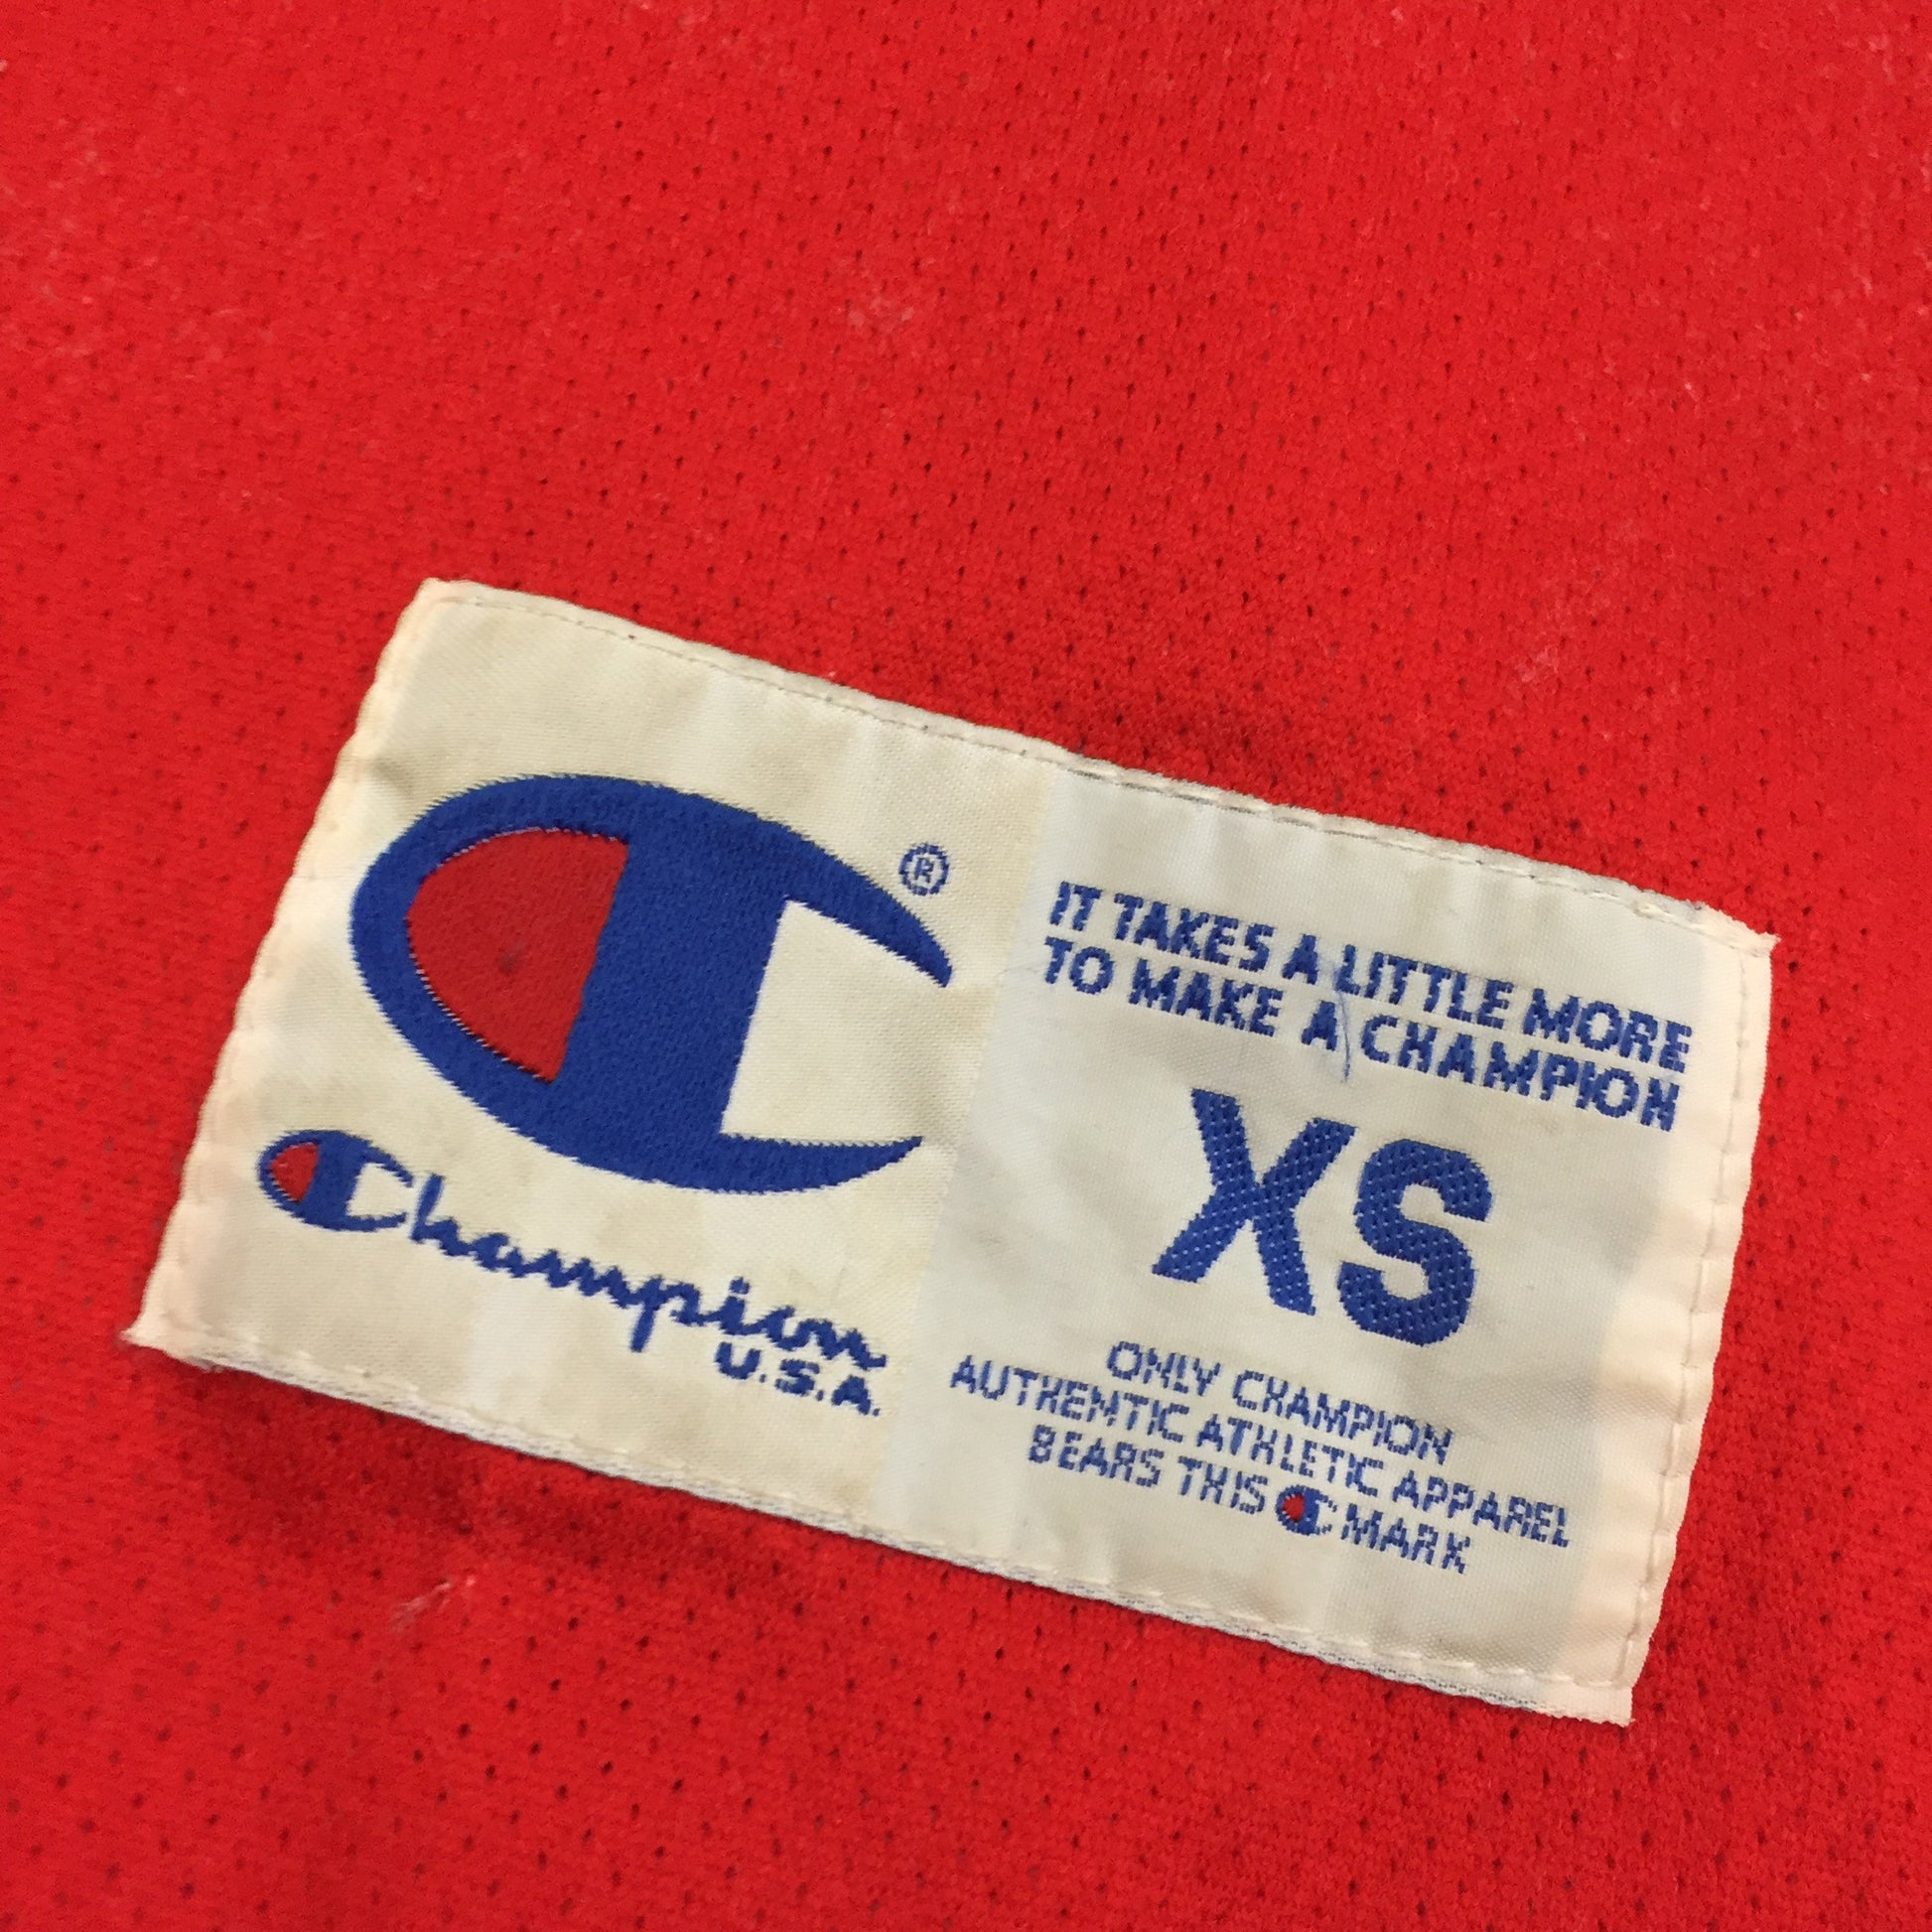 ®
Champion
U.S.A.
IT TAKES A LITTLE MORE
TO MAKE A CHAMPION
XS
ONLY CHAMPION
AUTHENTIC ATHLETIC APPAREL
BEARS THIS C MARK